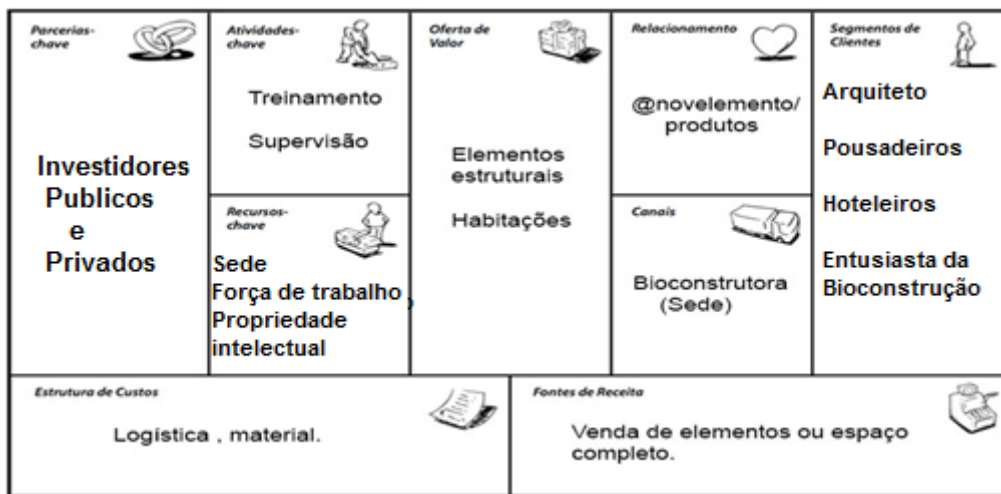 Parcerias-
chave
Investidores
Publicos
e
Privados
Atividades-
chave
Treinamento
Supervisão
Recursos-
chave
Sede
Força de trabalho
Propriedade
intelectual
Oferta de
Valor
Elementos
estruturais
Habitações
Relacionamento
@novelemento/
produtos
Canais
Bioconstrutora
(Sede)
Segmentos de
Clientes
Arquiteto
Pousadeiros
Hoteleiros
Entusiasta da
Bioconstrução
Estrutura de Custos
Logística , material.
Fontes de Receita
Venda de elementos ou espaço
completo.